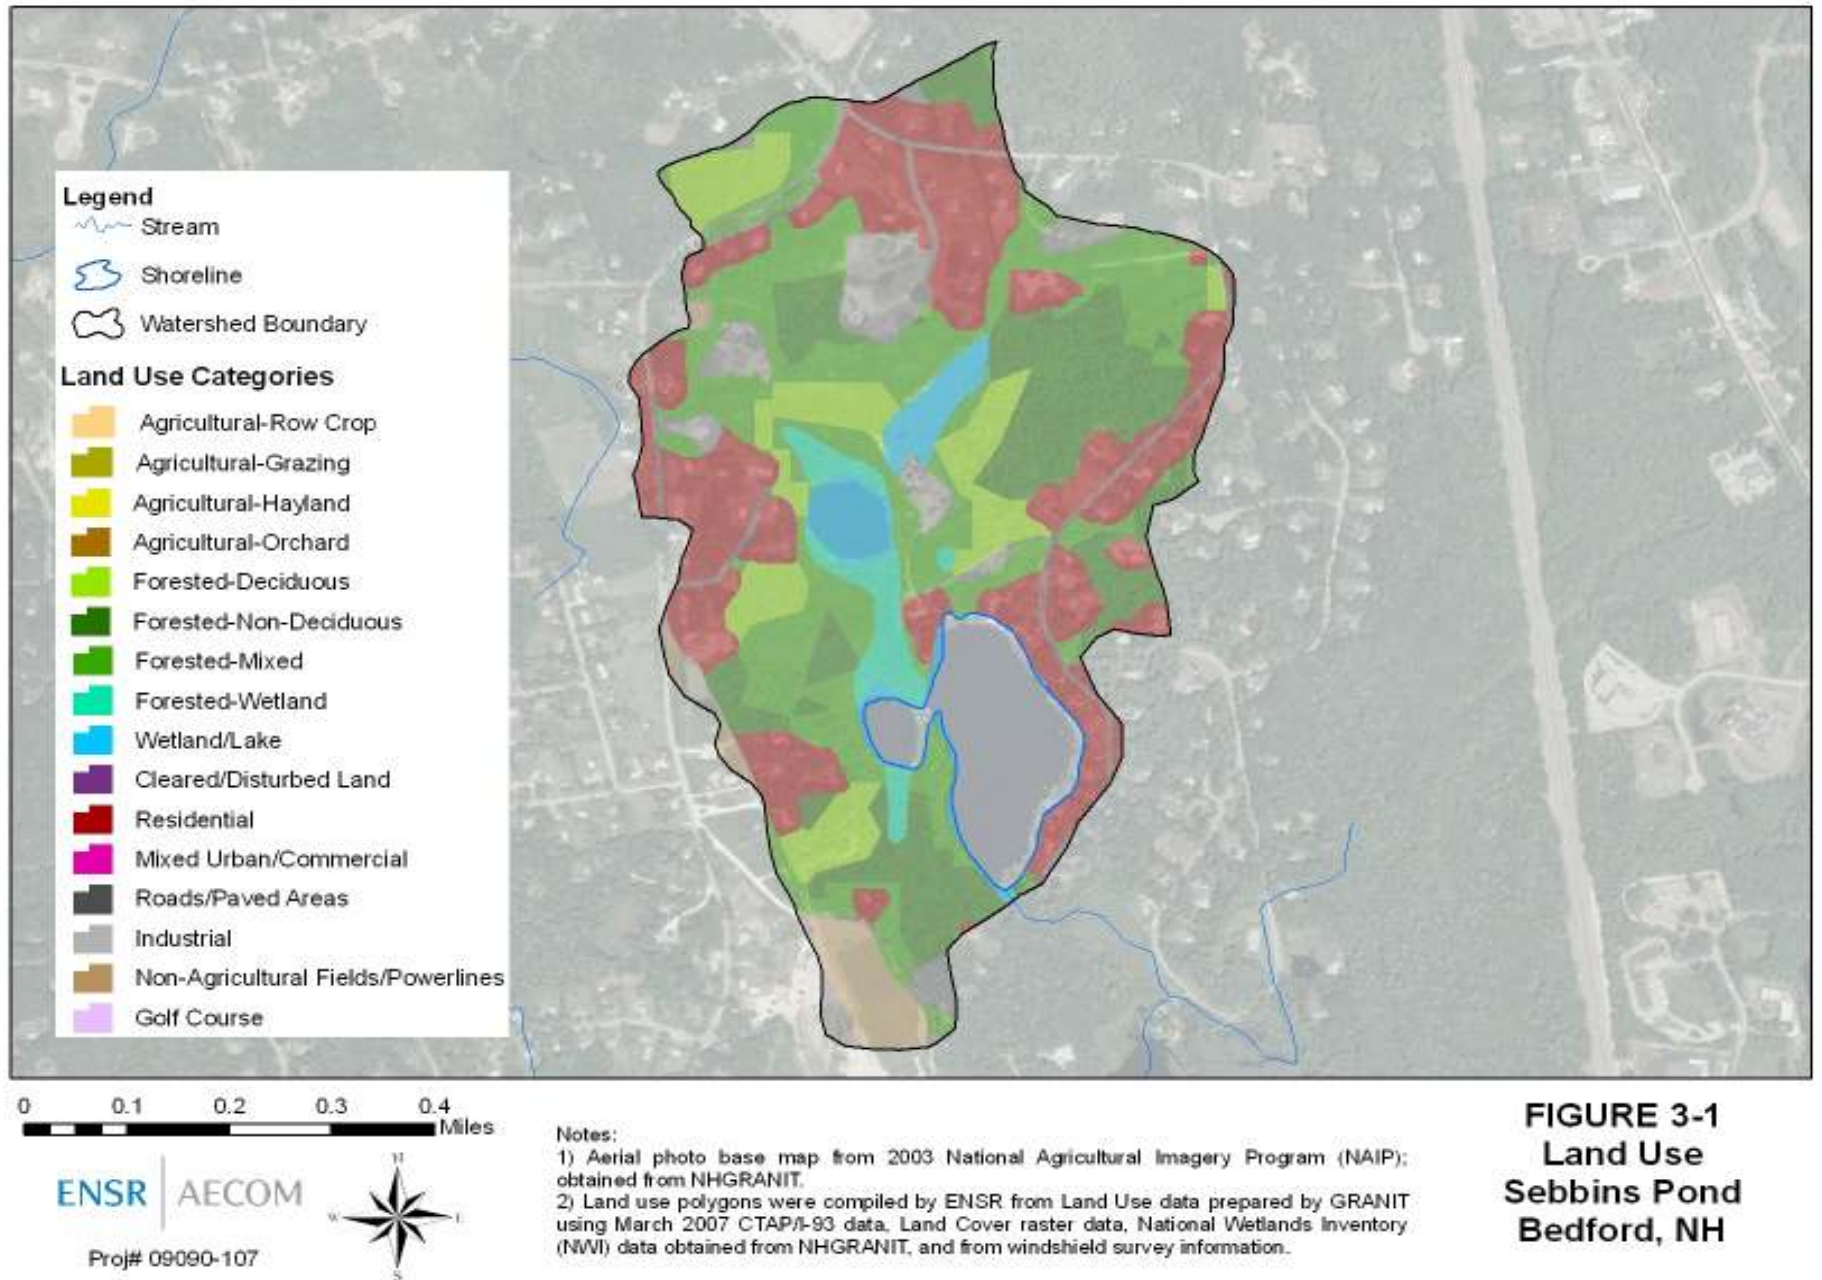 Legend
Stream
Shoreline
Watershed Boundary
Land Use Categories
Agricultural-Row Crop
Agricultural-Grazing
Agricultural-Hayland
Agricultural-Orchard
Forested-Deciduous
Forested-Non-Deciduous
Forested-Mixed
Forested-Wetland
Wetland/Lake
Cleared/Disturbed Land
Residential
Mixed Urban/Commercial
Roads/Paved Areas
Industrial
Non-Agricultural Fields/Powerlines
Golf Course
0 0.1 0.2 0.3 0.4
Miles
ENSR | AECOM
Proj# 09090-107
N
W E
S
Notes:
1) Aerial photo base map from 2003 National Agricultural Imagery Program (NAIP);
obtained from NHGRANIT.
2) Land use polygons were compiled by ENSR from Land Use data prepared by GRANIT
using March 2007 CTAP/I-93 data, Land Cover raster data, National Wetlands Inventory
(NWI) data obtained from NHGRANIT, and from windshield survey information.
FIGURE 3-1
Land Use
Sebbins Pond
Bedford, NH